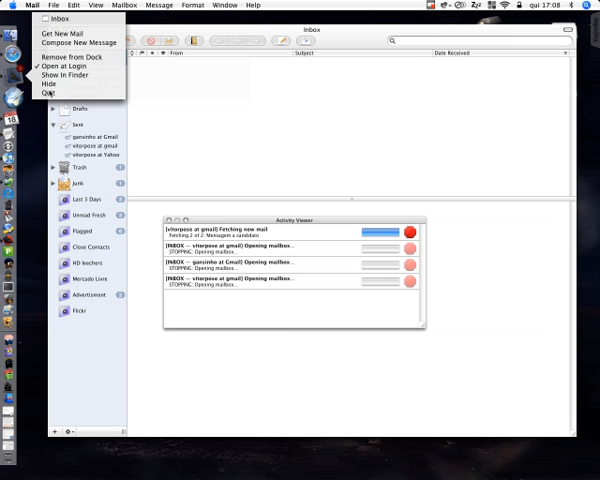 Mail File Edit View Mailbox Message Format Window Help
qui 17:08
Inbox
Get New Mail
Compose New Message
Remove from Dock
✓ Open at Login
Show In Finder
Hide
Quit
Inbox
From Subject Date Received
Drafts
Sent
gansinho at Gmail
vitorpose at gmail
vitorpose at Yahoo
Trash
Junk
Last 3 Days
Unread Fresh
Flagged
Close Contacts
HD leechers
Mercado Livre
Advertisment
Flickr
Activity Viewer
[vitorpose at gmail] Fetching new mail
Fetching 2 of 2: Mensagem a candidato
[INBOX — vitorpose at gmail] Opening mailbox...
STOPPING: Opening mailbox...
[INBOX — gansinho at Gmail] Opening mailbox...
STOPPING: Opening mailbox...
[INBOX — vitorpose at gmail] Opening mailbox...
STOPPING: Opening mailbox...